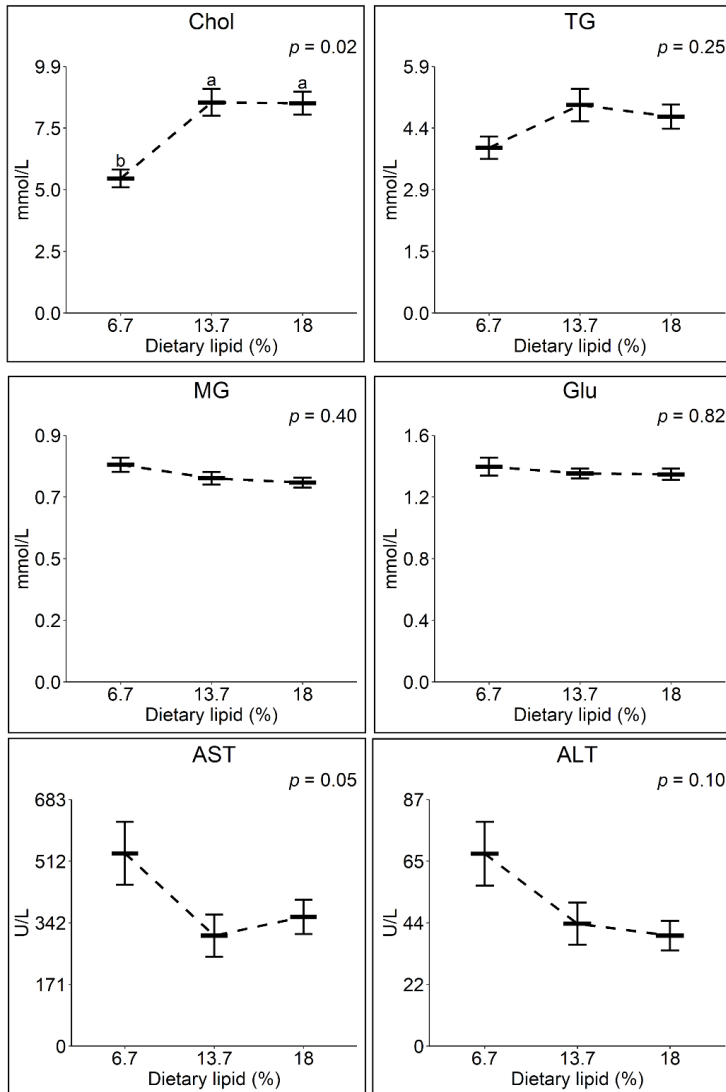 Chol
p = 0.02
9.9
7.5
5.0
2.5
0.0
mmol/L
b
a
a
6.7 13.7 18
Dietary lipid (%)
TG
p = 0.25
5.9
4.4
2.9
1.5
0.0
mmol/L
6.7 13.7 18
Dietary lipid (%)
MG
p = 0.40
0.9
0.7
0.5
0.2
0.0
mmol/L
6.7 13.7 18
Dietary lipid (%)
Glu
p = 0.82
1.6
1.2
0.8
0.4
0.0
mmol/L
6.7 13.7 18
Dietary lipid (%)
AST
p = 0.05
683
512
342
171
0
U/L
6.7 13.7 18
Dietary lipid (%)
ALT
p = 0.10
87
65
44
22
0
U/L
6.7 13.7 18
Dietary lipid (%)